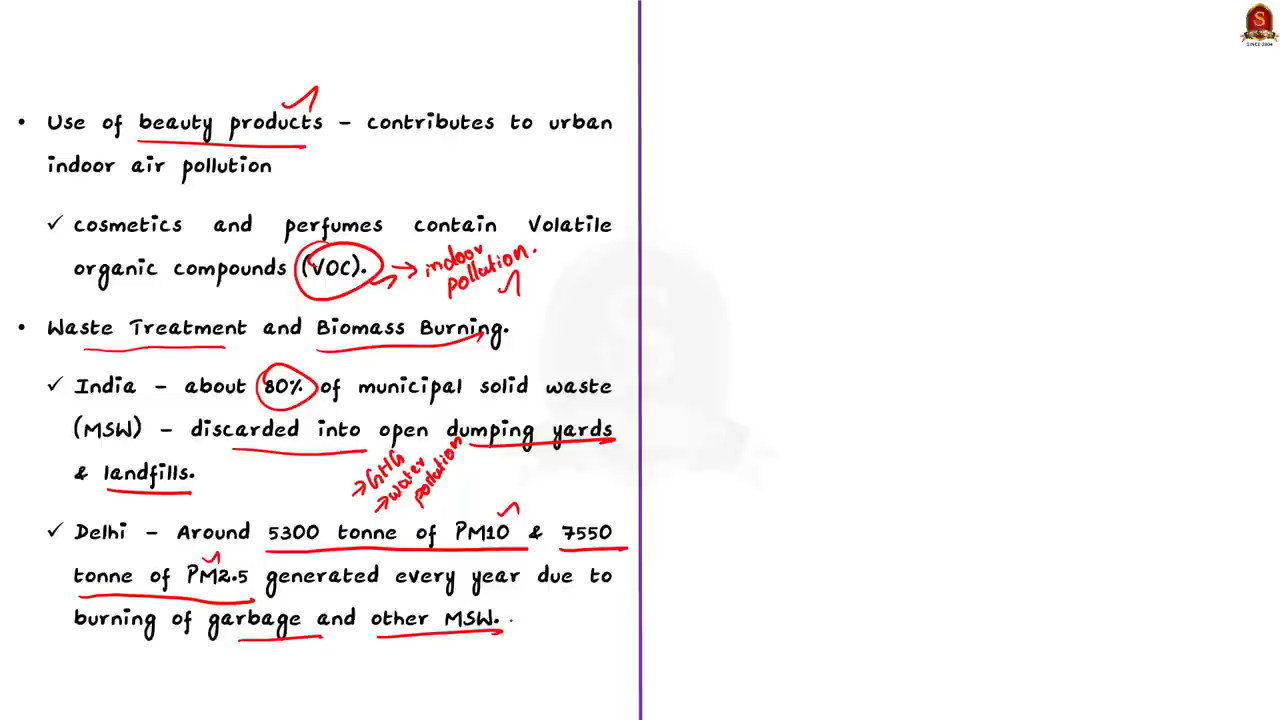 • Use of beauty products – contributes to urban
indoor air pollution
✓ cosmetics and perfumes contain Volatile
organic compounds (VOC). → indoor
pollution.
• Waste Treatment and Biomass Burning.
✓ India – about 80% of municipal solid waste
(MSW) – discarded into open dumping yards
& landfills.
→ GHG
→ water
pollution
✓ Delhi – Around 5300 tonne of PM10 & 7550
tonne of PM2.5 generated every year due to
burning of garbage and other MSW.
S
SINCE 2004
S